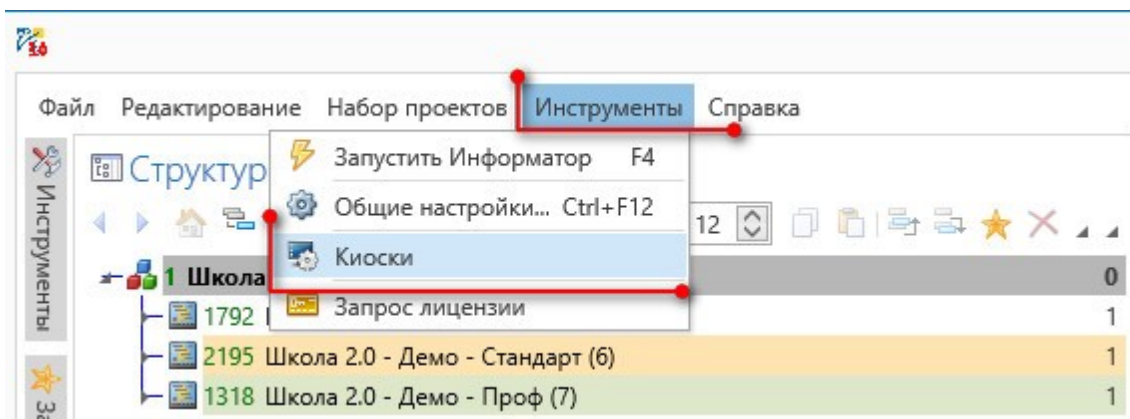 Файл Редактирование Набор проектов Инструменты Справка
Запустить Информатор F4
Структур
Общие настройки... Ctrl+F12
12
Киоски
1 Школа 0
Запрос лицензии
1792 1
2195 Школа 2.0 - Демо - Стандарт (6) 1
1318 Школа 2.0 - Демо - Проф (7) 1
Инструменты